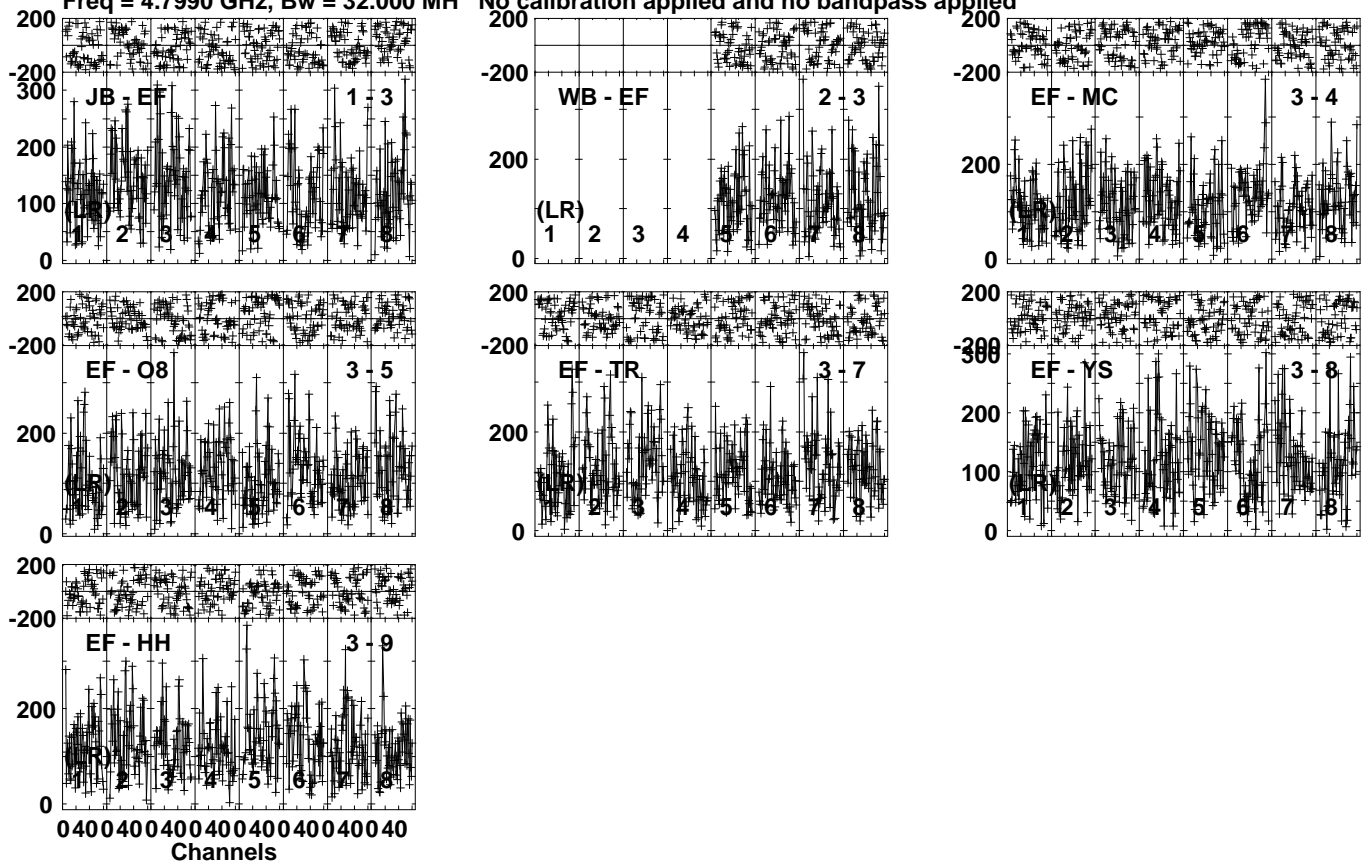 Freq = 4.7990 GHz, Bw = 32.000 MH No calibration applied and no bandpass applied
200 200 200
-200 -200 -200
300 JB - EF 1 - 3 WB - EF 2 - 3 EF - MC 3 - 4
200 200 200
100
(LR) (LR) (LR)
1 2 3 4 5 6 7 8 1 2 3 4 5 6 7 8 1 2 3 4 5 6 7 8
0 0 0
200 200 200
-200 -200 -200
300
EF - O8 3 - 5 EF - TR 3 - 7 EF - YS 3 - 8
200 200 200
100
(LR) (LR) (LR)
1 2 3 4 5 6 7 8 1 2 3 4 5 6 7 8 1 2 3 4 5 6 7 8
0 0 0
200
-200
EF - HH 3 - 9
200
(LR)
1 2 3 4 5 6 7 8
0
0 40 0 40 0 40 0 40 0 40 0 40 0 40 0 40
Channels